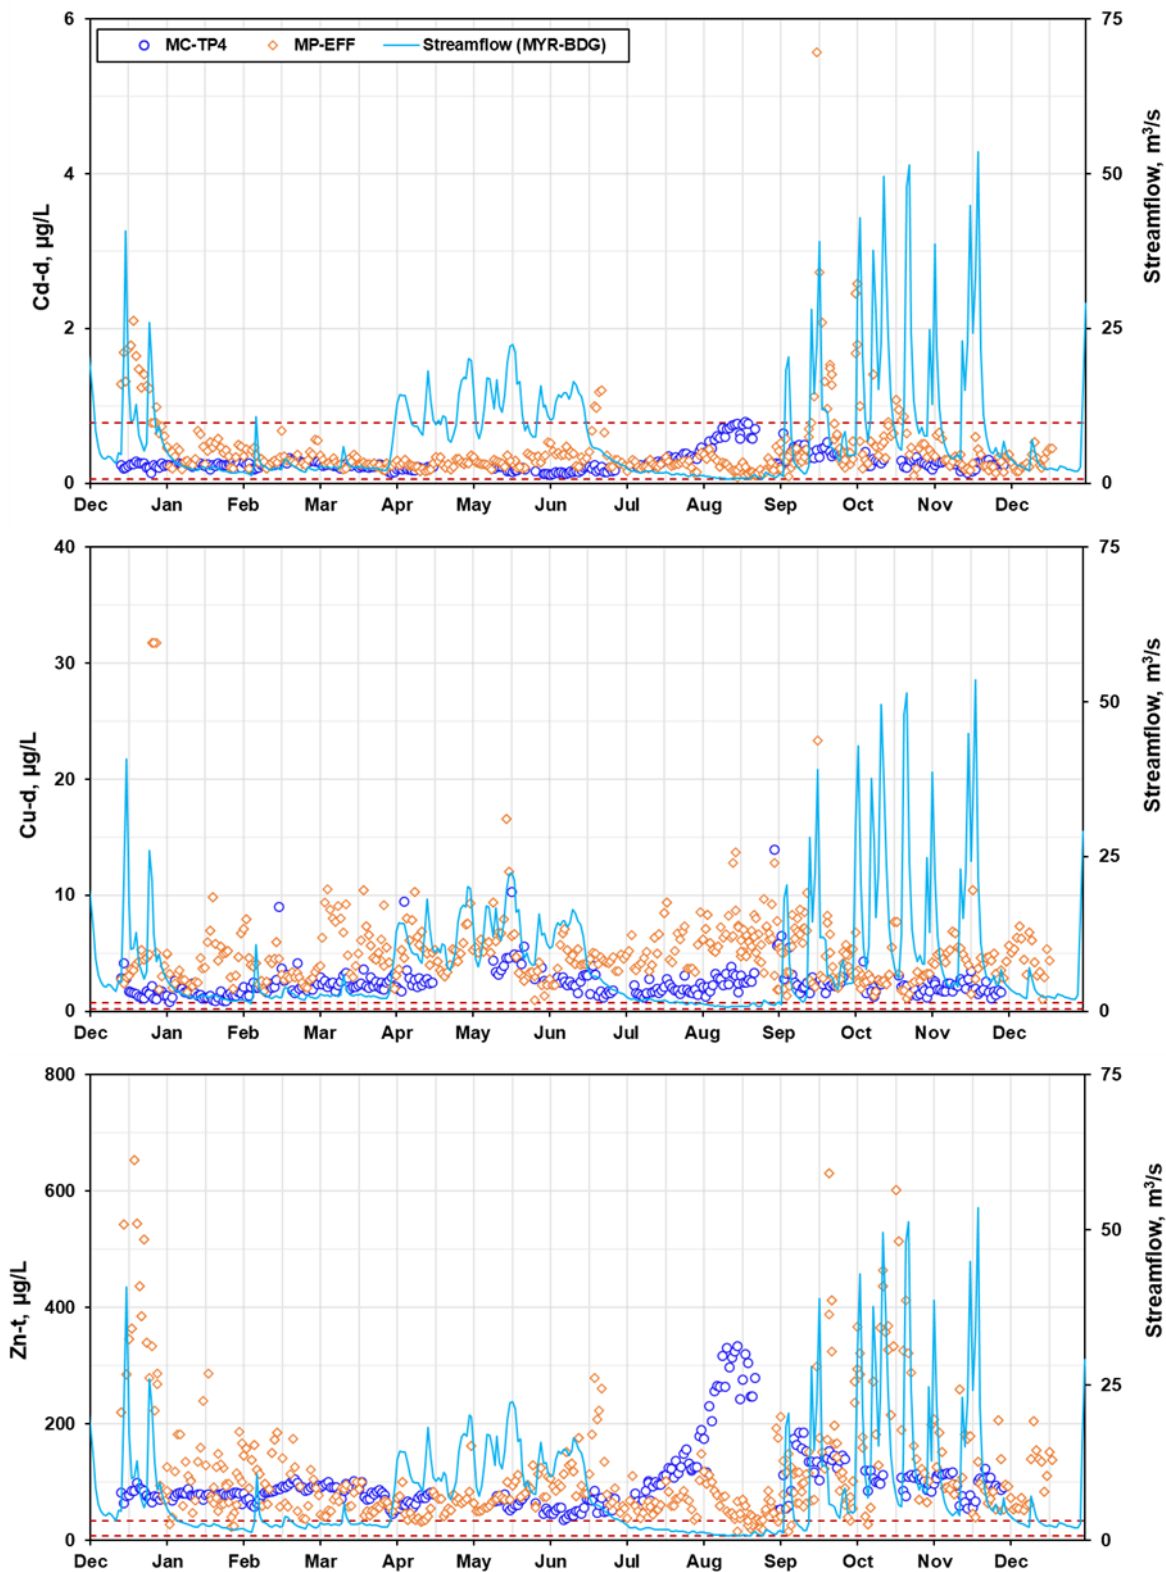 6
4
2
0
Cd-d, µg/L
MC-TP4 MP-EFF Streamflow (MYR-BDG)
75
50
25
0
Streamflow, m³/s
Dec Jan Feb Mar Apr May Jun Jul Aug Sep Oct Nov Dec
40
30
20
10
0
Cu-d, µg/L
75
50
25
0
Streamflow, m³/s
Dec Jan Feb Mar Apr May Jun Jul Aug Sep Oct Nov Dec
800
600
400
200
0
Zn-t, µg/L
75
50
25
0
Streamflow, m³/s
Dec Jan Feb Mar Apr May Jun Jul Aug Sep Oct Nov Dec